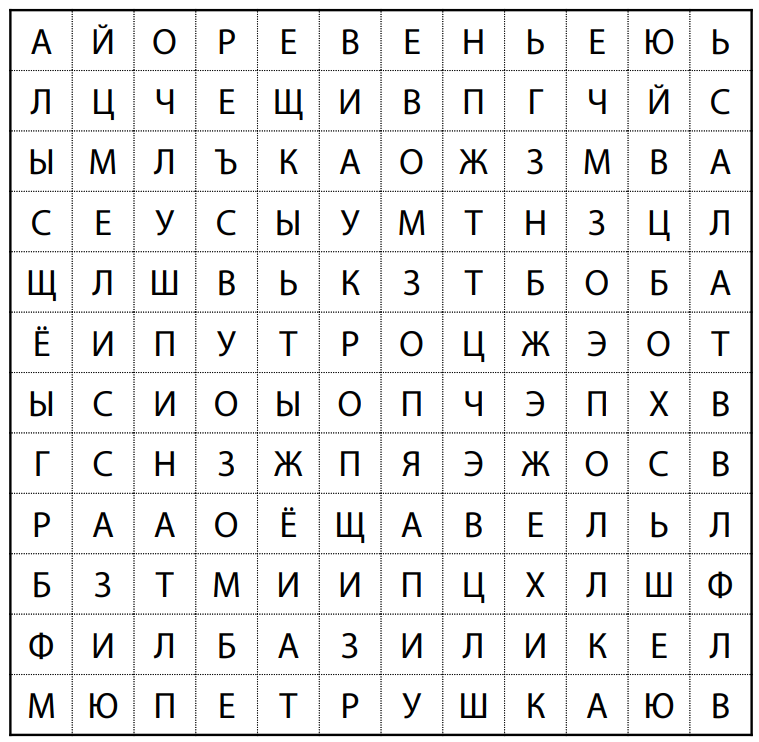 А Й О Р Е В Е Н Ь Е Ю Ь
Л Ц Ч Е Щ И В П Г Ч Й С
Ы М Л Ъ К А О Ж З М В А
С Е У С Ы У М Т Н З Ц Л
Щ Л Ш В Ь К З Т Б О Б А
Ё И П У Т Р О Ц Ж Э О Т
Ы С И О Ы О П Ч Э П Х В
Г С Н З Ж П Я Э Ж О С В
Р А А О Ё Щ А В Е Л Ь Л
Б З Т М И И П Ц Х Л Ш Ф
Ф И Л Б А З И Л И К Е Л
М Ю П Е Т Р У Ш К А Ю В